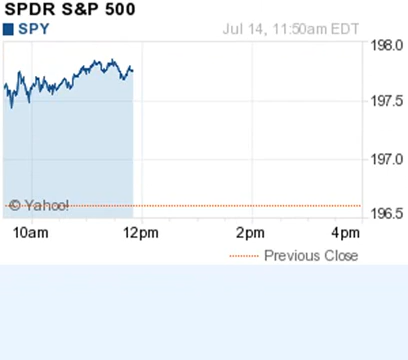 SPDR S&P 500
SPY
Jul 14, 11:50am EDT
198.0
197.5
197.0
196.5
© Yahoo!
10am 12pm 2pm 4pm
Previous Close